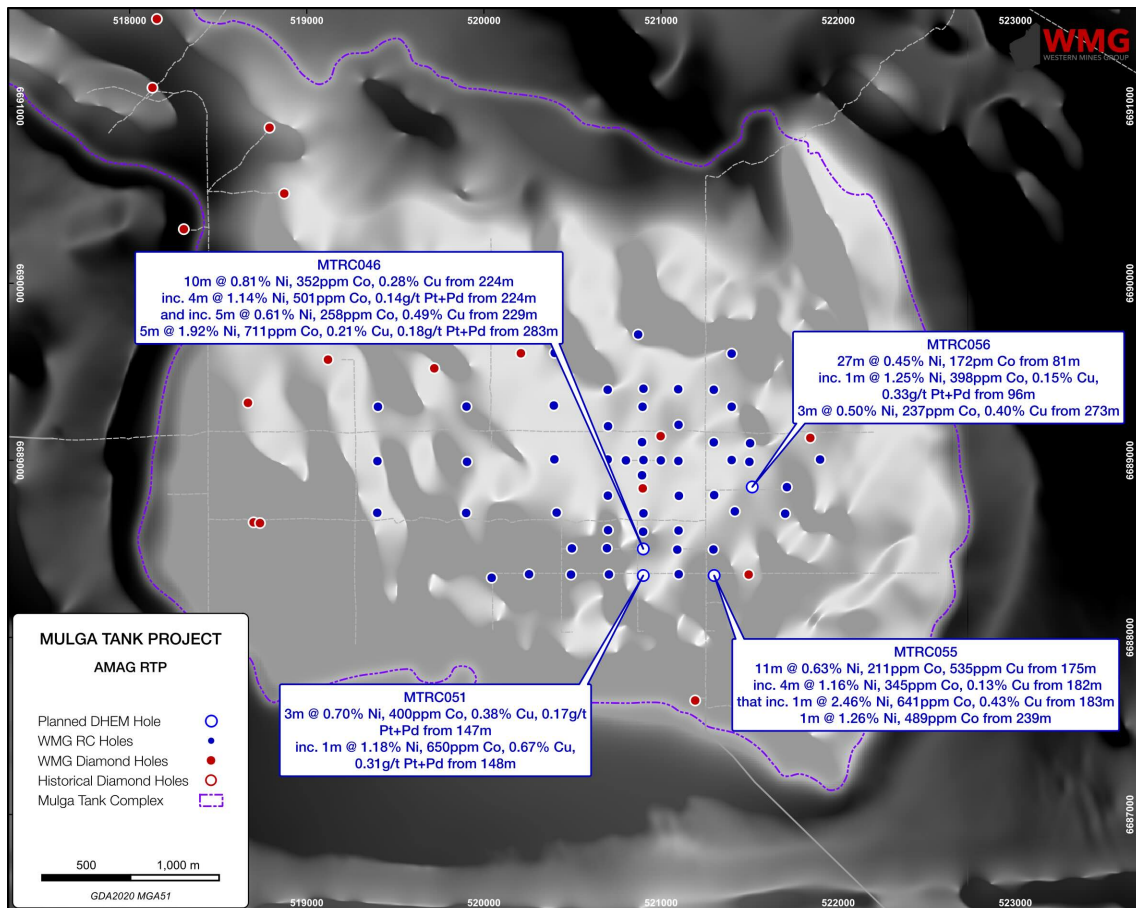 518000 519000 520000 521000 522000 523000
WMG
WESTERN MINES GROUP
6691000 6691000
6690000 6690000
MTRC046
10m @ 0.81% Ni, 352ppm Co, 0.28% Cu from 224m
inc. 4m @ 1.14% Ni, 501ppm Co, 0.14g/t Pt+Pd from 224m
and inc. 5m @ 0.61% Ni, 258ppm Co, 0.49% Cu from 229m
5m @ 1.92% Ni, 711ppm Co, 0.21% Cu, 0.18g/t Pt+Pd from 283m
MTRC056
27m @ 0.45% Ni, 172pm Co from 81m
inc. 1m @ 1.25% Ni, 398ppm Co, 0.15% Cu,
0.33g/t Pt+Pd from 96m
3m @ 0.50% Ni, 237ppm Co, 0.40% Cu from 273m
6689000 6689000
6688000
MTRC055
11m @ 0.63% Ni, 211ppm Co, 535ppm Cu from 175m
inc. 4m @ 1.16% Ni, 345ppm Co, 0.13% Cu from 182m
that inc. 1m @ 2.46% Ni, 641ppm Co, 0.43% Cu from 183m
1m @ 1.26% Ni, 489ppm Co from 239m
MTRC051
3m @ 0.70% Ni, 400ppm Co, 0.38% Cu, 0.17g/t
Pt+Pd from 147m
inc. 1m @ 1.18% Ni, 650ppm Co, 0.67% Cu,
0.31g/t Pt+Pd from 148m
MULGA TANK PROJECT
AMAG RTP
Planned DHEM Hole
WMG RC Holes
WMG Diamond Holes
Historical Diamond Holes
Mulga Tank Complex
500 1,000 m
GDA2020 MGA51
6687000
519000 520000 521000 522000 523000